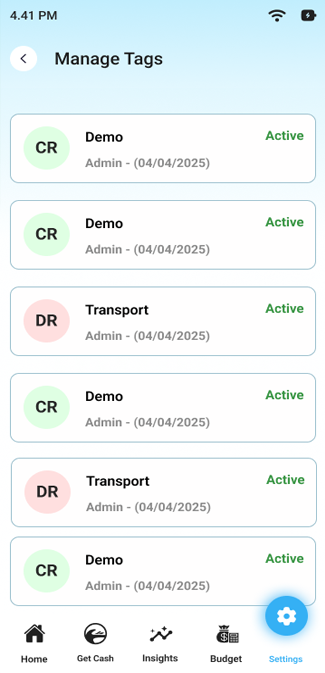 4.41 PM
Manage Tags
CR
Demo
Active
Admin - (04/04/2025)
CR
Demo
Active
Admin - (04/04/2025)
DR
Transport
Active
Admin - (04/04/2025)
CR
Demo
Active
Admin - (04/04/2025)
DR
Transport
Active
Admin - (04/04/2025)
CR
Demo
Active
Admin - (04/04/2025)
Home
Get Cash
Insights
Budget
Settings